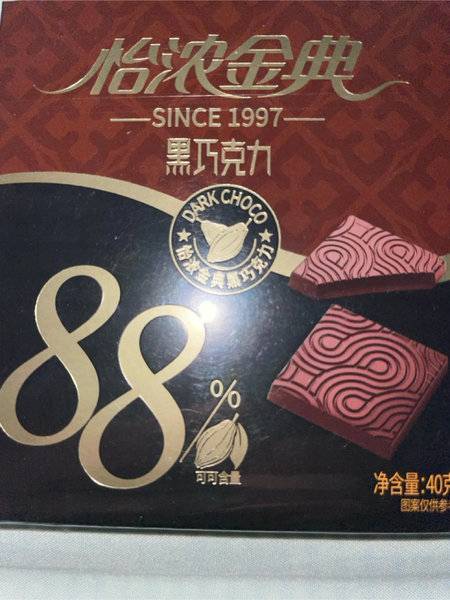 怡浓金典
SINCE 1997
黑巧克力
DARK CHOCO
★怡浓金典黑巧克力★
88%
可可含量
净含量:40克
图案仅供参